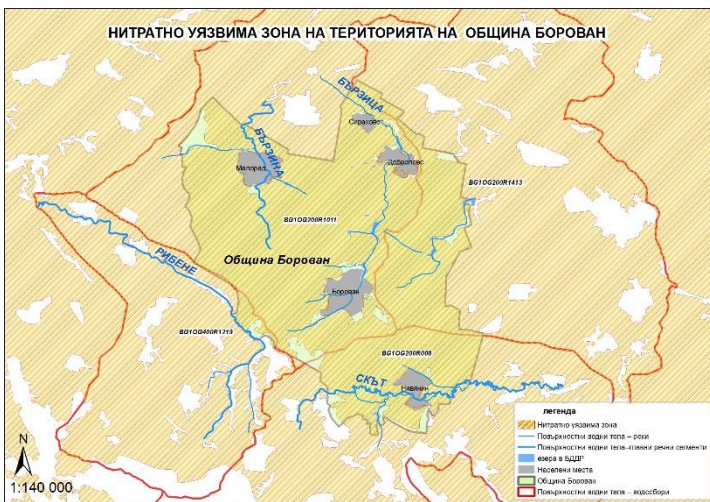 НИТРАТНО УЯЗВИМА ЗОНА НА ТЕРИТОРИЯТА НА ОБЩИНА БОРОВАН
БЪРЗИЦА
Сираково
БЪРЗИНА
Добролево
Малорад
BG1OG200R1413
BG1OG200R1011
РИБЕНЕ
Община Борован
Борован
BG1OG400R1219
BG1OG200R008
СКЪТ
Нивянин
легенда
Нитратно уязвима зона
Повърхностни водни тела – реки
Повърхностни водни тела–главни речни сегменти
езера в БДДР
Населени места
Община Борован
Повърхностни водни тела – водосбори
N
1:140 000